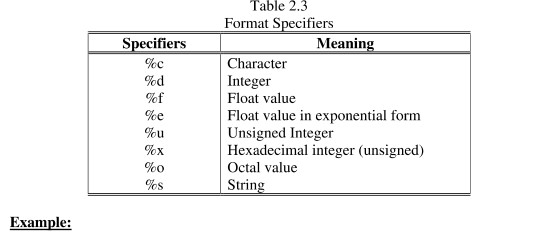 Table 2.3
Format Specifiers
Specifiers Meaning
%c Character
%d Integer
%f Float value
%e Float value in exponential form
%u Unsigned Integer
%x Hexadecimal integer (unsigned)
%o Octal value
%s String
Example: